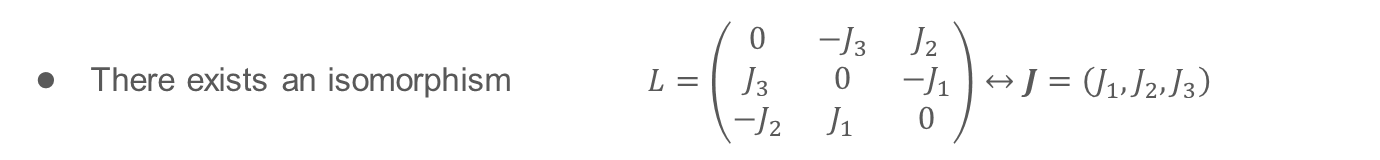 ● There exists an isomorphism L = ( 0 −J₃ J₂ ; J₃ 0 −J₁ ; −J₂ J₁ 0 ) ↔ J = (J₁, J₂, J₃)